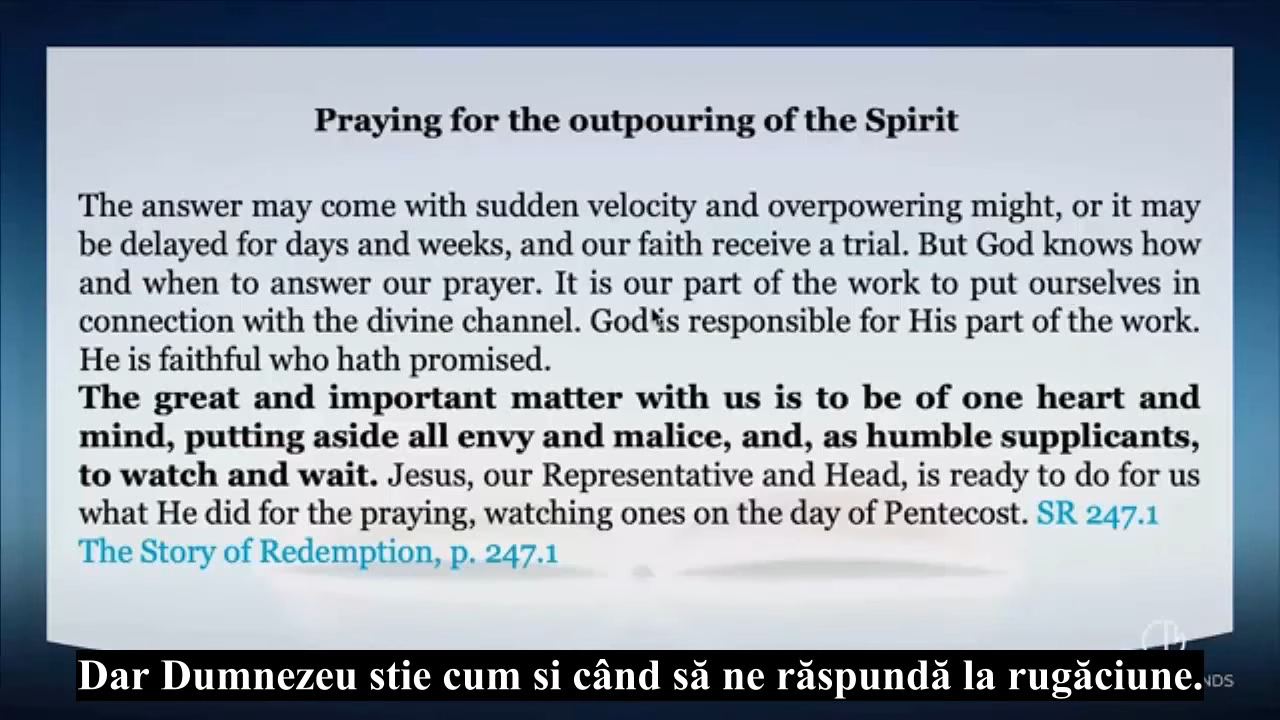 Praying for the outpouring of the Spirit
The answer may come with sudden velocity and overpowering might, or it may
be delayed for days and weeks, and our faith receive a trial. But God knows how
and when to answer our prayer. It is our part of the work to put ourselves in
connection with the divine channel. God is responsible for His part of the work.
He is faithful who hath promised.
The great and important matter with us is to be of one heart and
mind, putting aside all envy and malice, and, as humble supplicants,
to watch and wait. Jesus, our Representative and Head, is ready to do for us
what He did for the praying, watching ones on the day of Pentecost. SR 247.1
The Story of Redemption, p. 247.1
Dar Dumnezeu stie cum si când să ne răspundă la rugăciune.